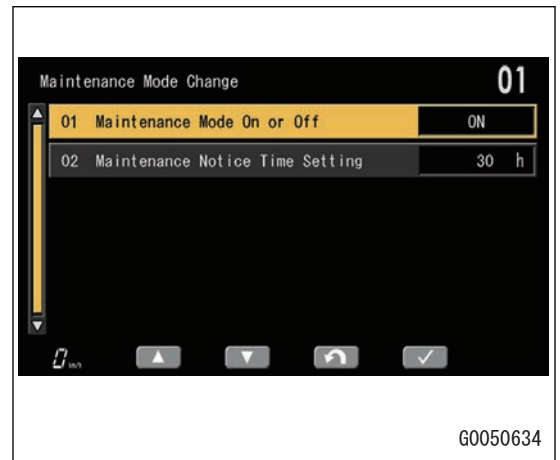 Maintenance Mode Change 01
01 Maintenance Mode On or Off ON
02 Maintenance Notice Time Setting 30 h
G0050634